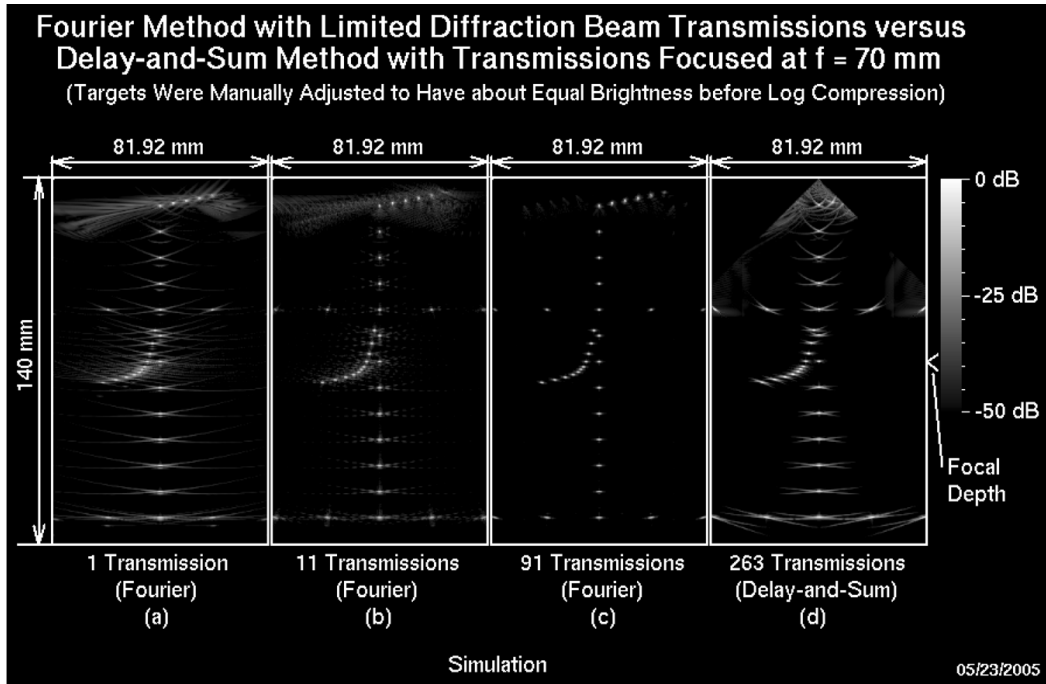 Fourier Method with Limited Diffraction Beam Transmissions versus
Delay-and-Sum Method with Transmissions Focused at f = 70 mm
(Targets Were Manually Adjusted to Have about Equal Brightness before Log Compression)
81.92 mm
81.92 mm
81.92 mm
81.92 mm
140 mm
0 dB
-25 dB
-50 dB
Focal
Depth
1 Transmission
(Fourier)
(a)
11 Transmissions
(Fourier)
(b)
91 Transmissions
(Fourier)
(c)
263 Transmissions
(Delay-and-Sum)
(d)
Simulation
05/23/2005